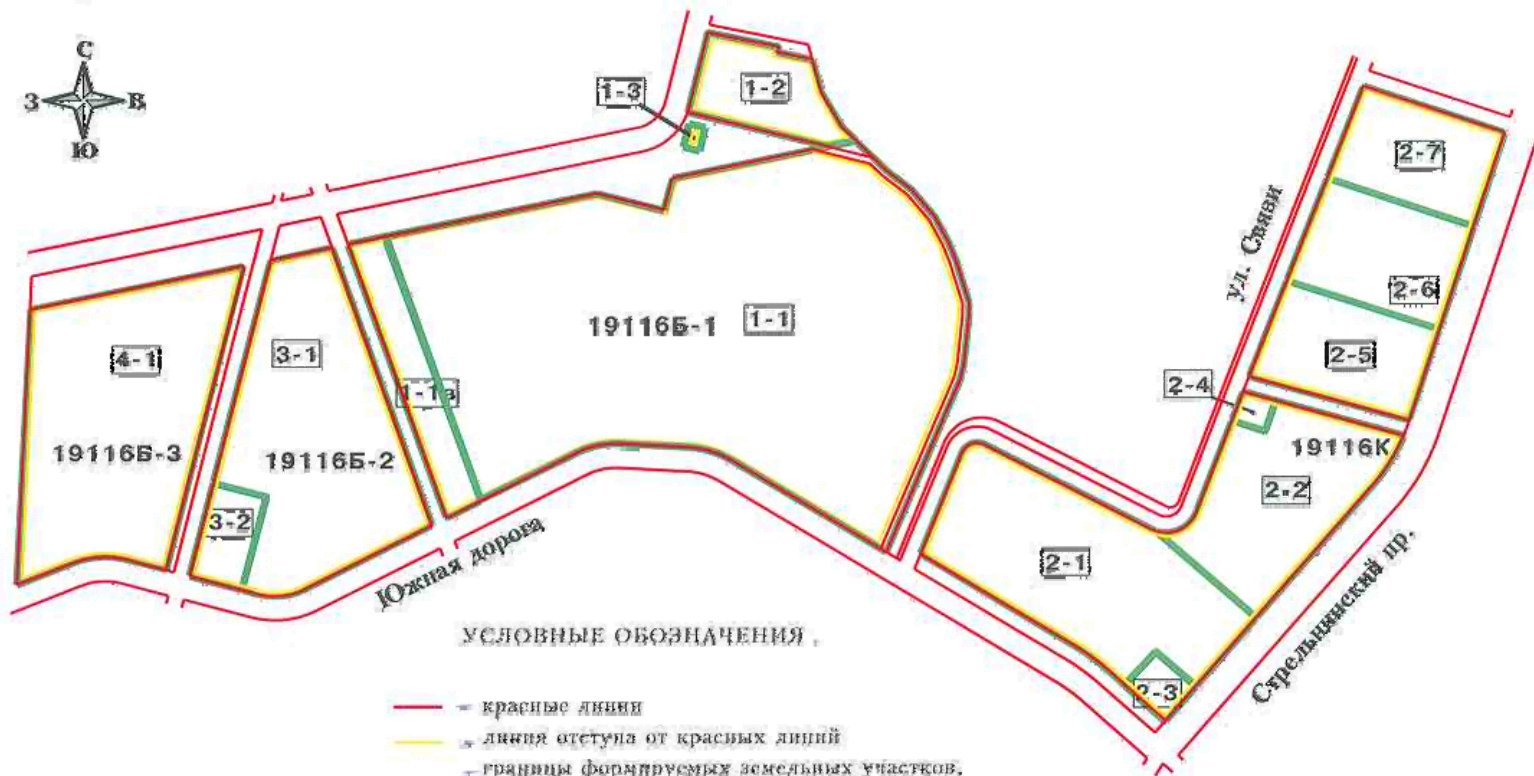 С
З В
Ю
1-3
1-2
2-7
ул. Связи
2-6
19116Б-1
1-1
4-1
3-1
2-5
1-1а
2-4
19116Б-3
19116Б-2
19116К
2-2
3-2
Южная дорога
2-1
Стрельнинский пр.
2-3
УСЛОВНЫЕ ОБОЗНАЧЕНИЯ
- красные линии
- линия отступа от красных линий
- границы формируемых земельных участков,